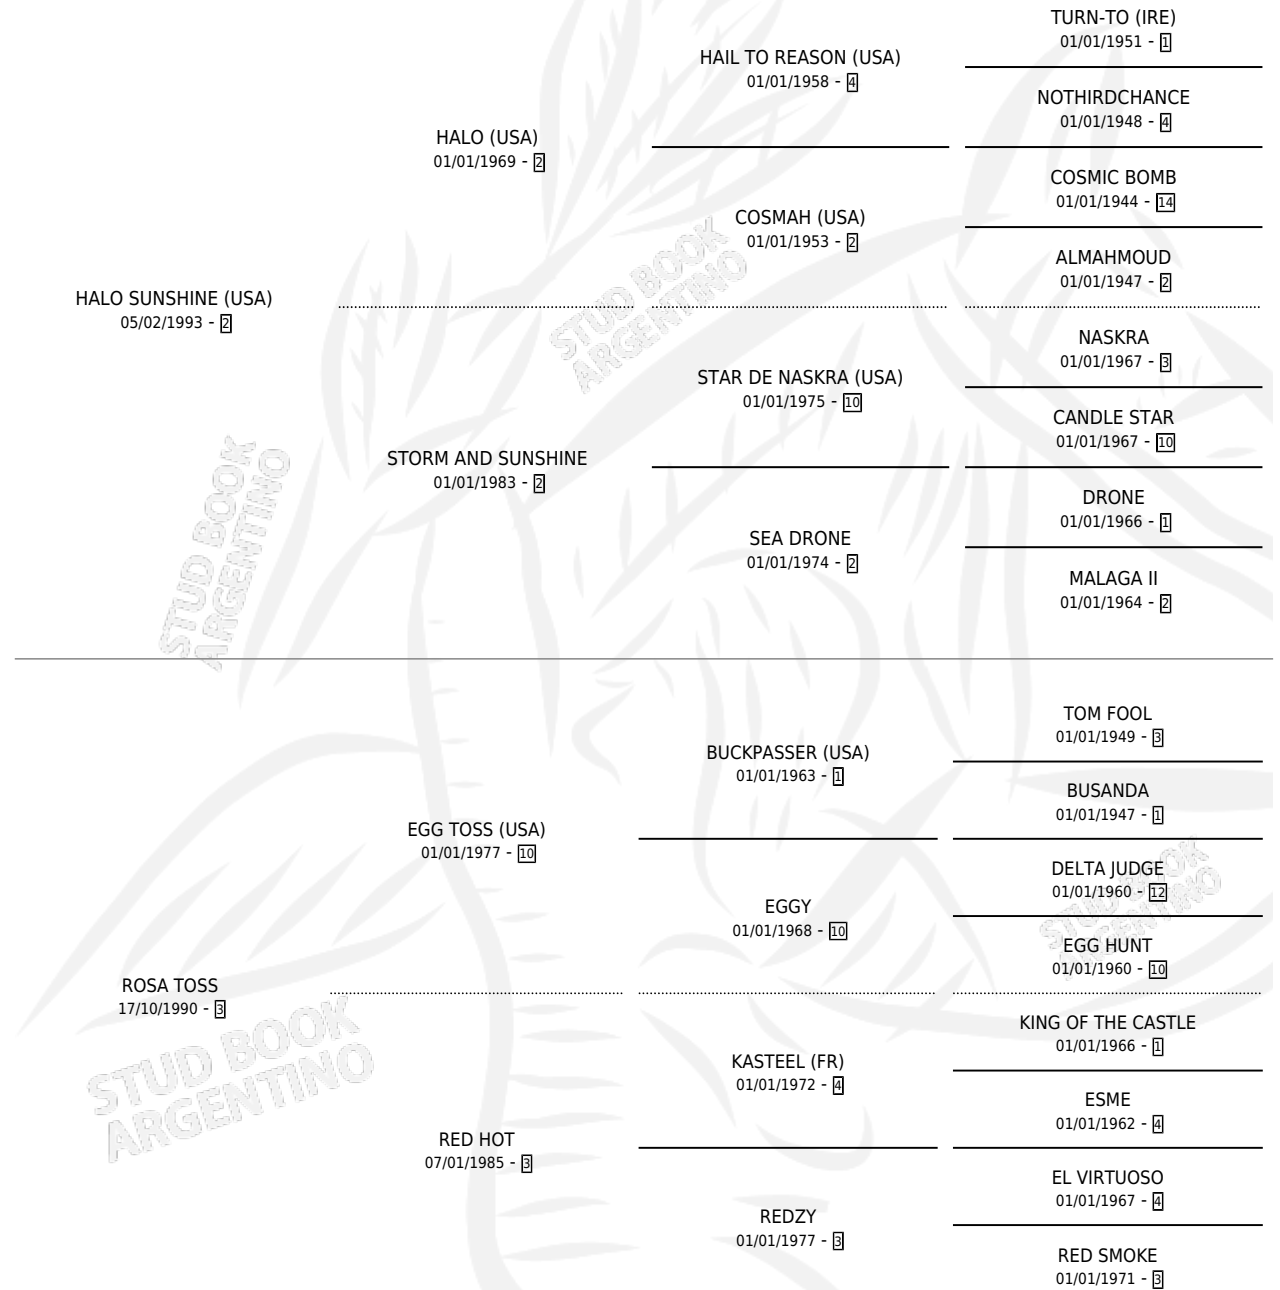 TURN-TO (IRE)
01/01/1951 - 1
HAIL TO REASON (USA)
01/01/1958 - 4
NOTHIRDCHANCE
01/01/1948 - 4
HALO (USA)
01/01/1969 - 2
COSMIC BOMB
01/01/1944 - 14
COSMAH (USA)
01/01/1953 - 2
ALMAHMOUD
01/01/1947 - 2
HALO SUNSHINE (USA)
05/02/1993 - 2
STUD BOOK
ARGENTINO
NASKRA
01/01/1967 - 3
STAR DE NASKRA (USA)
01/01/1975 - 10
CANDLE STAR
01/01/1967 - 10
STORM AND SUNSHINE
01/01/1983 - 2
DRONE
01/01/1966 - 1
SEA DRONE
01/01/1974 - 2
MALAGA II
01/01/1964 - 2
STUD BOOK
ARGENTINO
TOM FOOL
01/01/1949 - 3
BUCKPASSER (USA)
01/01/1963 - 1
BUSANDA
01/01/1947 - 1
EGG TOSS (USA)
01/01/1977 - 10
DELTA JUDGE
01/01/1960 - 12
EGGY
01/01/1968 - 10
STUD BOOK
ARGENTINO
EGG HUNT
01/01/1960 - 10
ROSA TOSS
17/10/1990 - 3
KING OF THE CASTLE
01/01/1966 - 1
KASTEEL (FR)
01/01/1972 - 4
STUD BOOK
ARGENTINO
ESME
01/01/1962 - 4
RED HOT
07/01/1985 - 3
EL VIRTUOSO
01/01/1967 - 4
REDZY
01/01/1977 - 3
RED SMOKE
01/01/1971 - 3